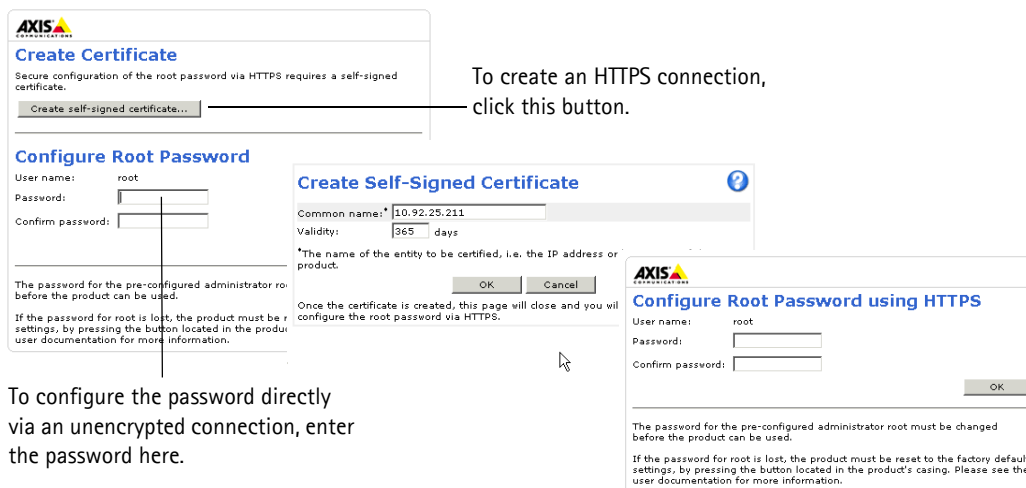 AXIS
COMMUNICATIONS
Create Certificate
Secure configuration of the root password via HTTPS requires a self-signed
certificate.
Create self-signed certificate...
To create an HTTPS connection,
click this button.
Configure Root Password
User name: root
Password:
Confirm password:
The password for the pre-configured administrator ro
before the product can be used.
If the password for root is lost, the product must be r
settings, by pressing the button located in the produ
user documentation for more information.
To configure the password directly
via an unencrypted connection, enter
the password here.
Create Self-Signed Certificate
?
Common name:* 10.92.25.211
Validity: 365 days
*The name of the entity to be certified, i.e. the IP address or
product.
OK Cancel
Once the certificate is created, this page will close and you wil
configure the root password via HTTPS.
AXIS
COMMUNICATIONS
Configure Root Password using HTTPS
User name: root
Password:
Confirm password:
OK
The password for the pre-configured administrator root must be changed
before the product can be used.
If the password for root is lost, the product must be reset to the factory default
settings, by pressing the button located in the product's casing. Please see the
user documentation for more information.